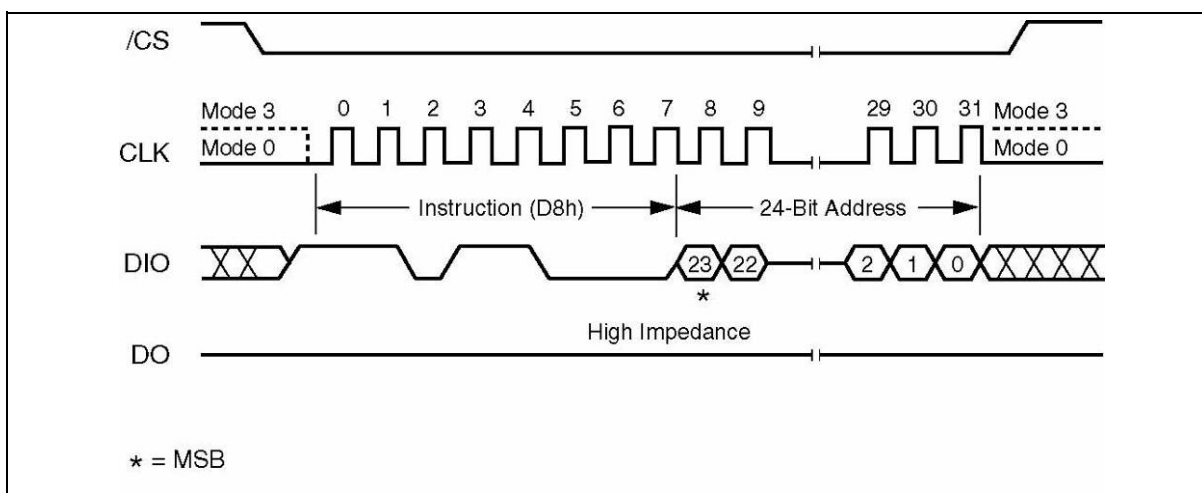 /CS
Mode 3
0 1 2 3 4 5 6 7 8 9 29 30 31
Mode 3
CLK
Mode 0
Mode 0
Instruction (D8h)
24-Bit Address
DIO
23 22 2 1 0
*
High Impedance
DO
* = MSB